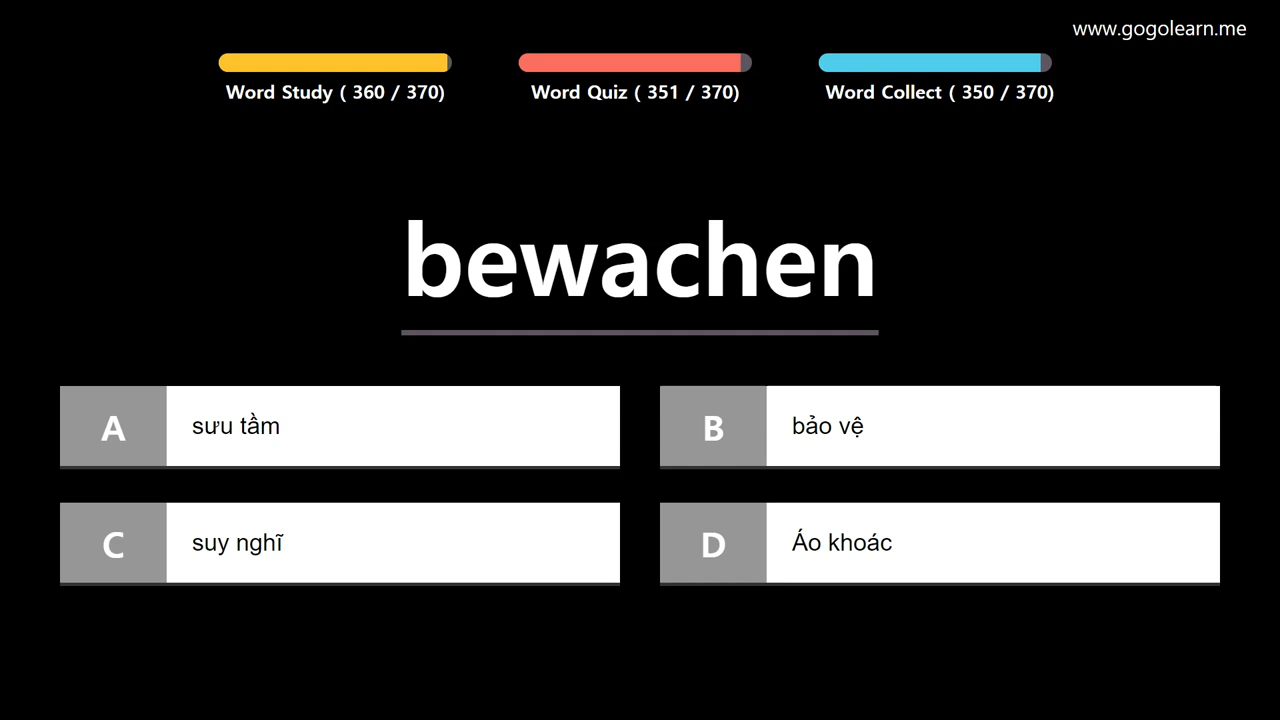 www.gogolearn.me
Word Study ( 360 / 370)
Word Quiz ( 351 / 370)
Word Collect ( 350 / 370)
bewachen
A sưu tầm
B bảo vệ
C suy nghĩ
D Áo khoác